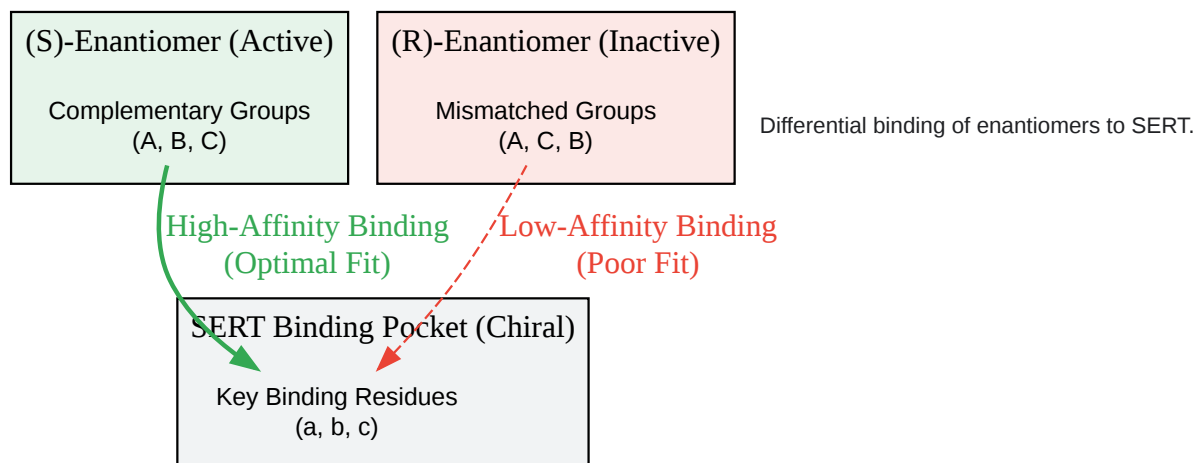 (S)-Enantiomer (Active)
Complementary Groups
(A, B, C)
(R)-Enantiomer (Inactive)
Mismatched Groups
(A, C, B)
Differential binding of enantiomers to SERT.
High-Affinity Binding
(Optimal Fit)
Low-Affinity Binding
(Poor Fit)
SERT Binding Pocket (Chiral)
Key Binding Residues
(a, b, c)